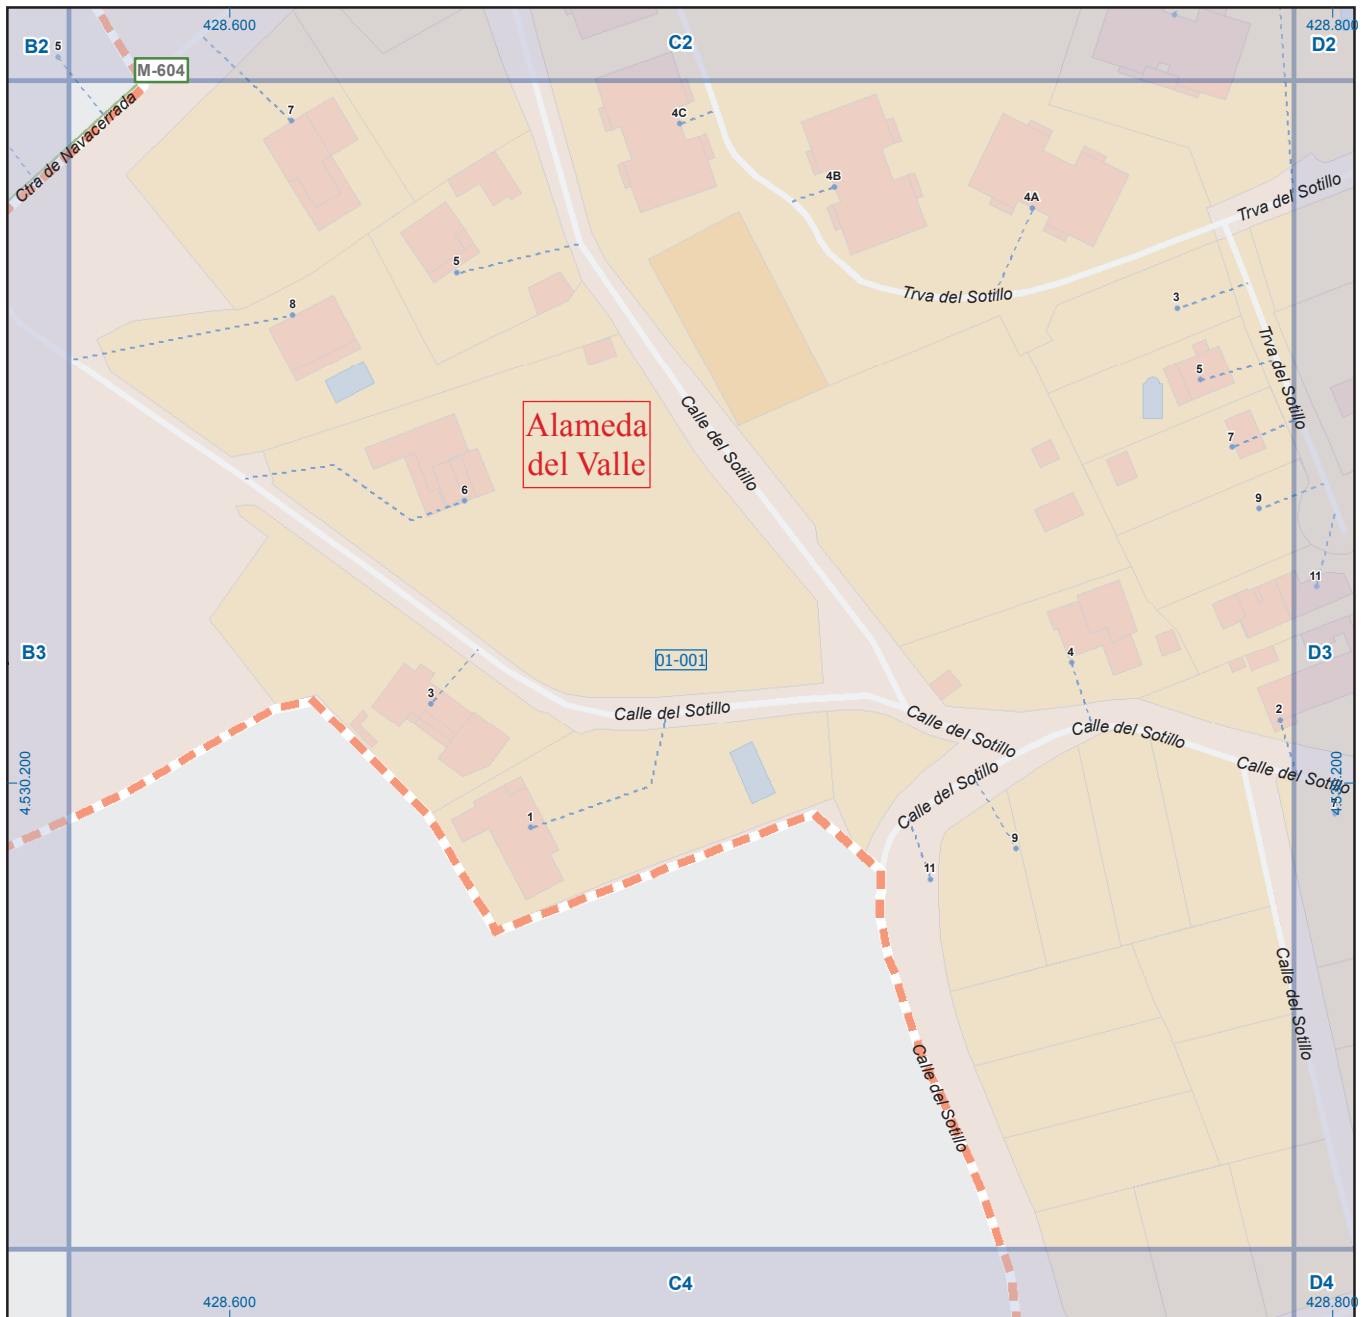 428.600
428.800
B2
5
C2
D2
M-604
Ctra de Navacerrada
7
4C
4B
4A
Trva del Sotillo
5
8
Trva del Sotillo
3
Trva del Sotillo
5
Calle del Sotillo
Alameda
del Valle
7
6
9
11
B3
01-001
4
D3
3
Calle del Sotillo
Calle del Sotillo
Calle del Sotillo
2
4.530.200
Calle del Sotillo
Calle del Sotillo
4.530.200
1
9
11
Calle del Sotillo
Calle del Sotillo
C4
D4
428.600
428.800